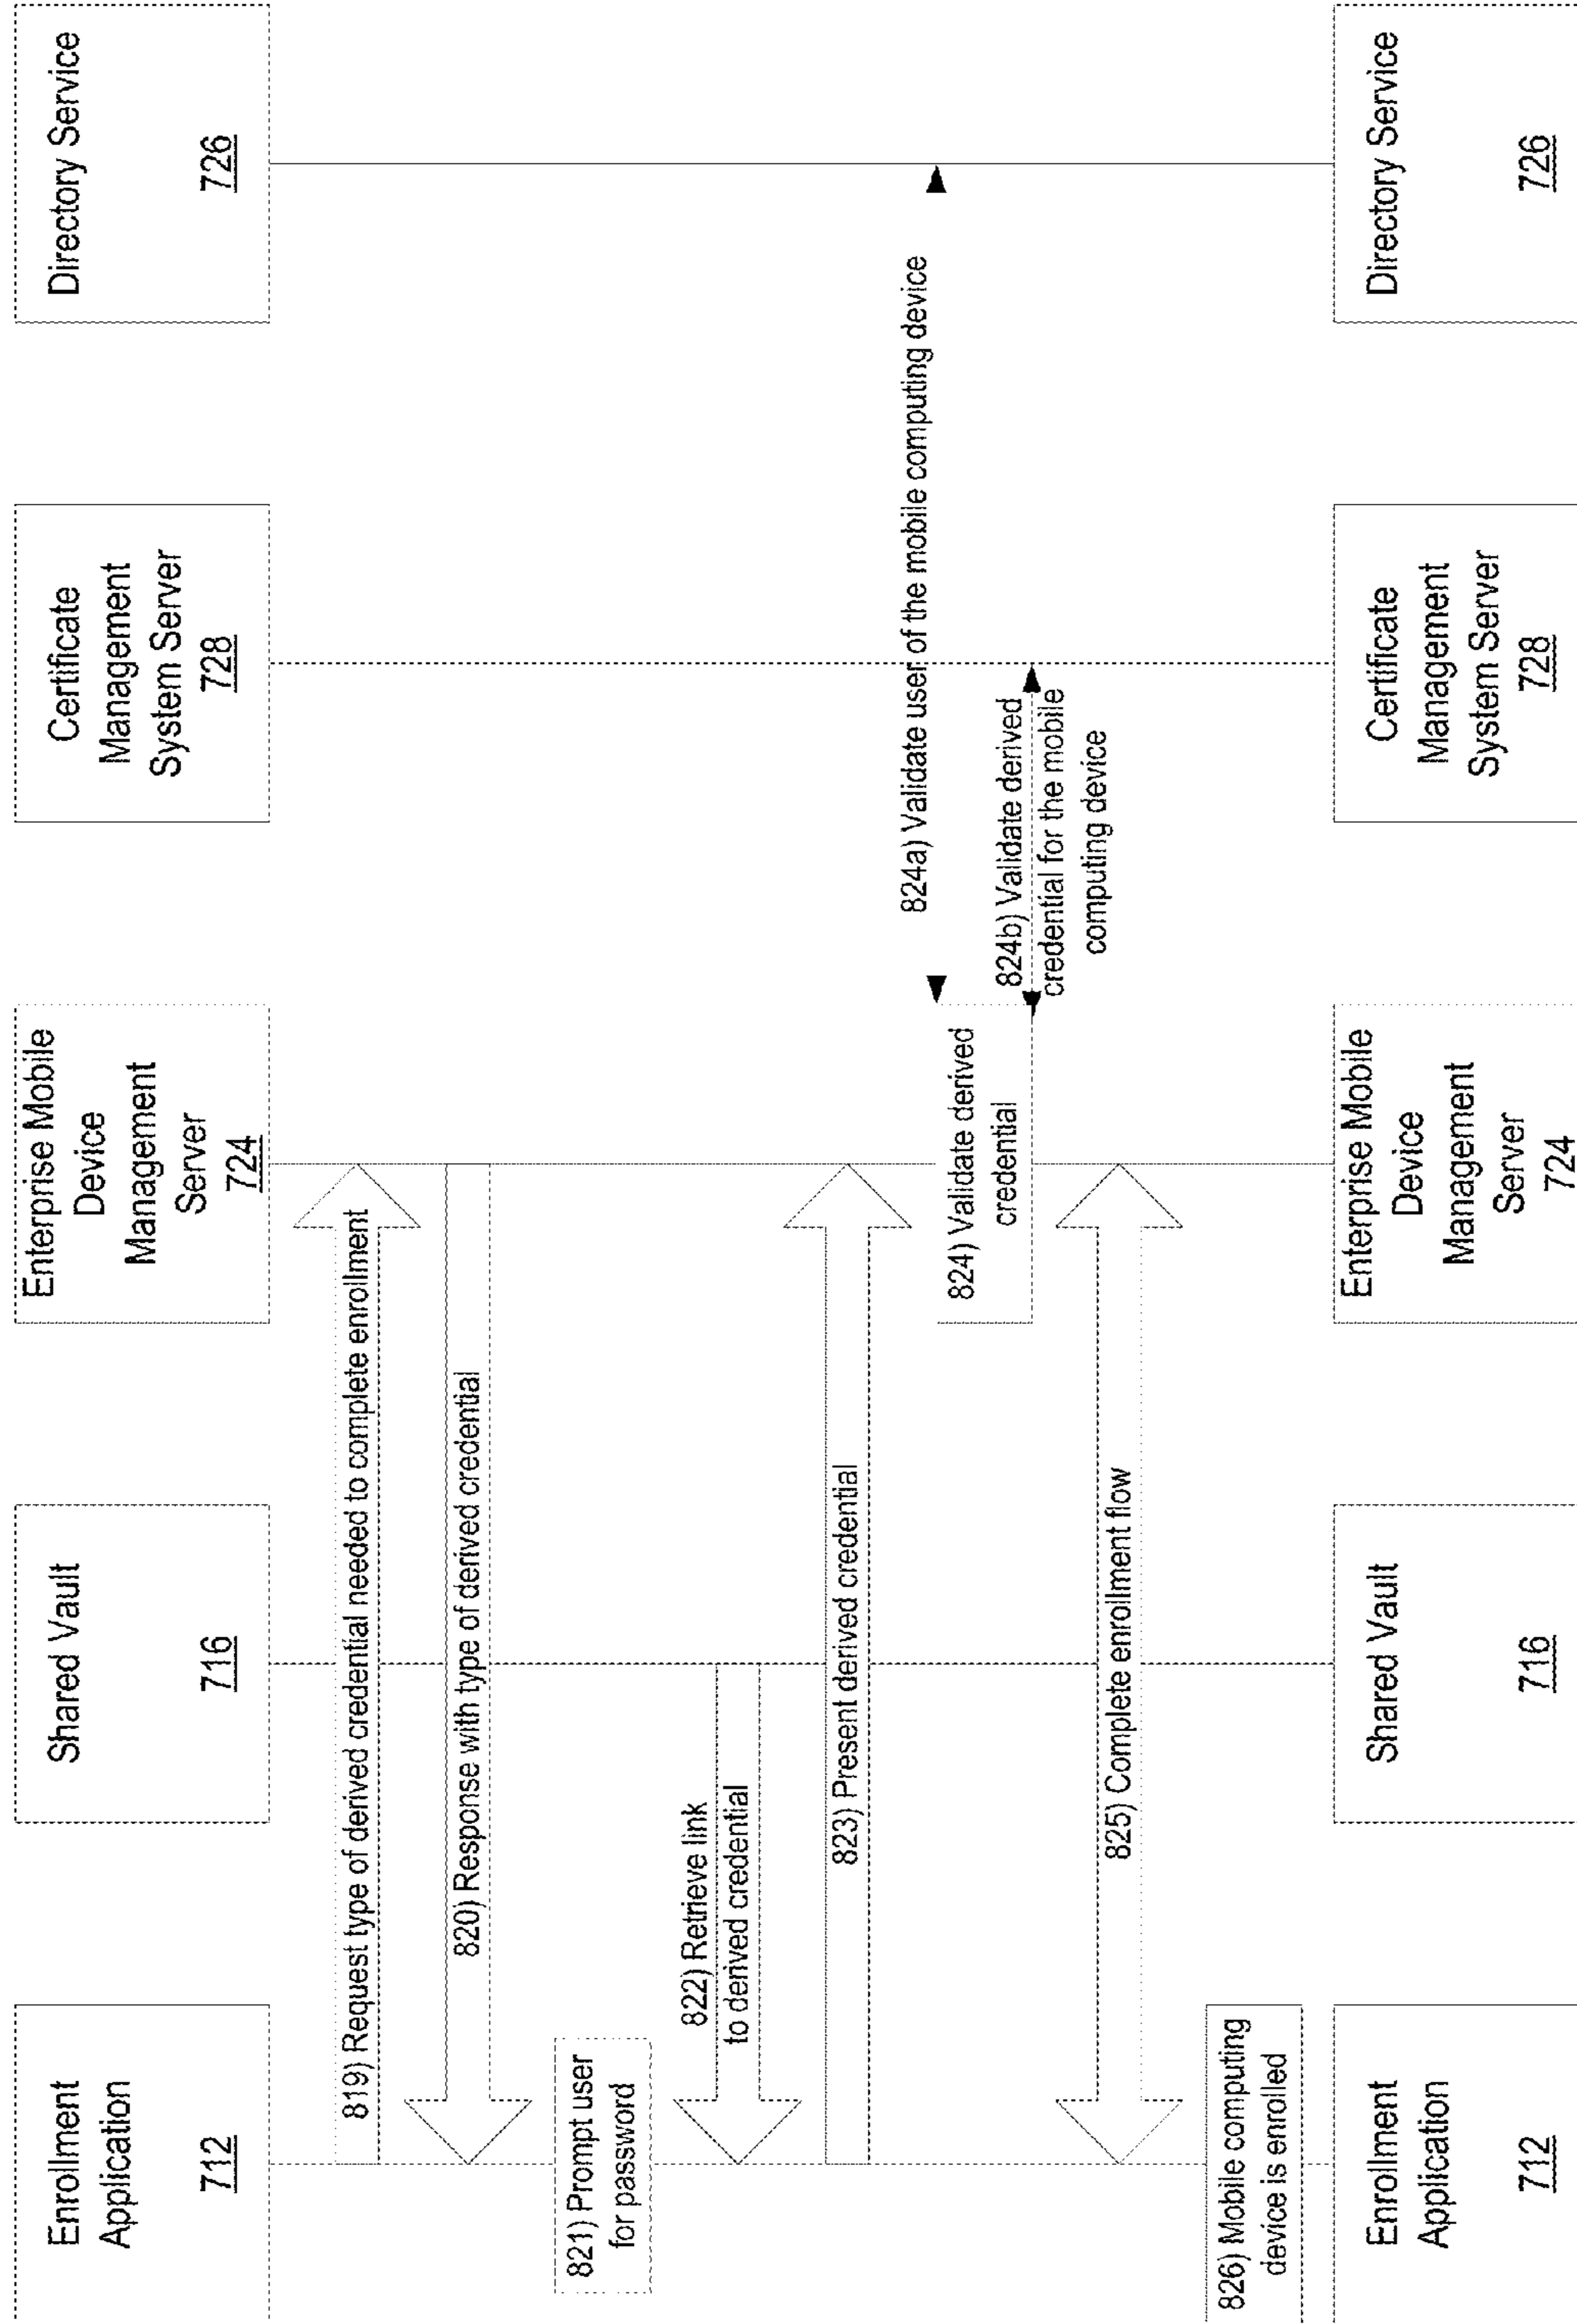 Enrollment
Application
712
Shared Vault
716
Enterprise Mobile
Device
Management
Server
724
Certificate
Management
System Server
728
Directory Service
726
819) Request type of derived credential needed to complete enrollment
820) Response with type of derived credential
821) Prompt user
for password
822) Retrieve link
to derived credential
823) Present derived credential
824) Validate derived
credential
824a) Validate user of the mobile computing device
824b) Validate derived
credential for the mobile
computing device
825) Complete enrollment flow
826) Mobile computing
device is enrolled
Enrollment
Application
712
Shared Vault
716
Enterprise Mobile
Device
Management
Server
724
Certificate
Management
System Server
728
Directory Service
726